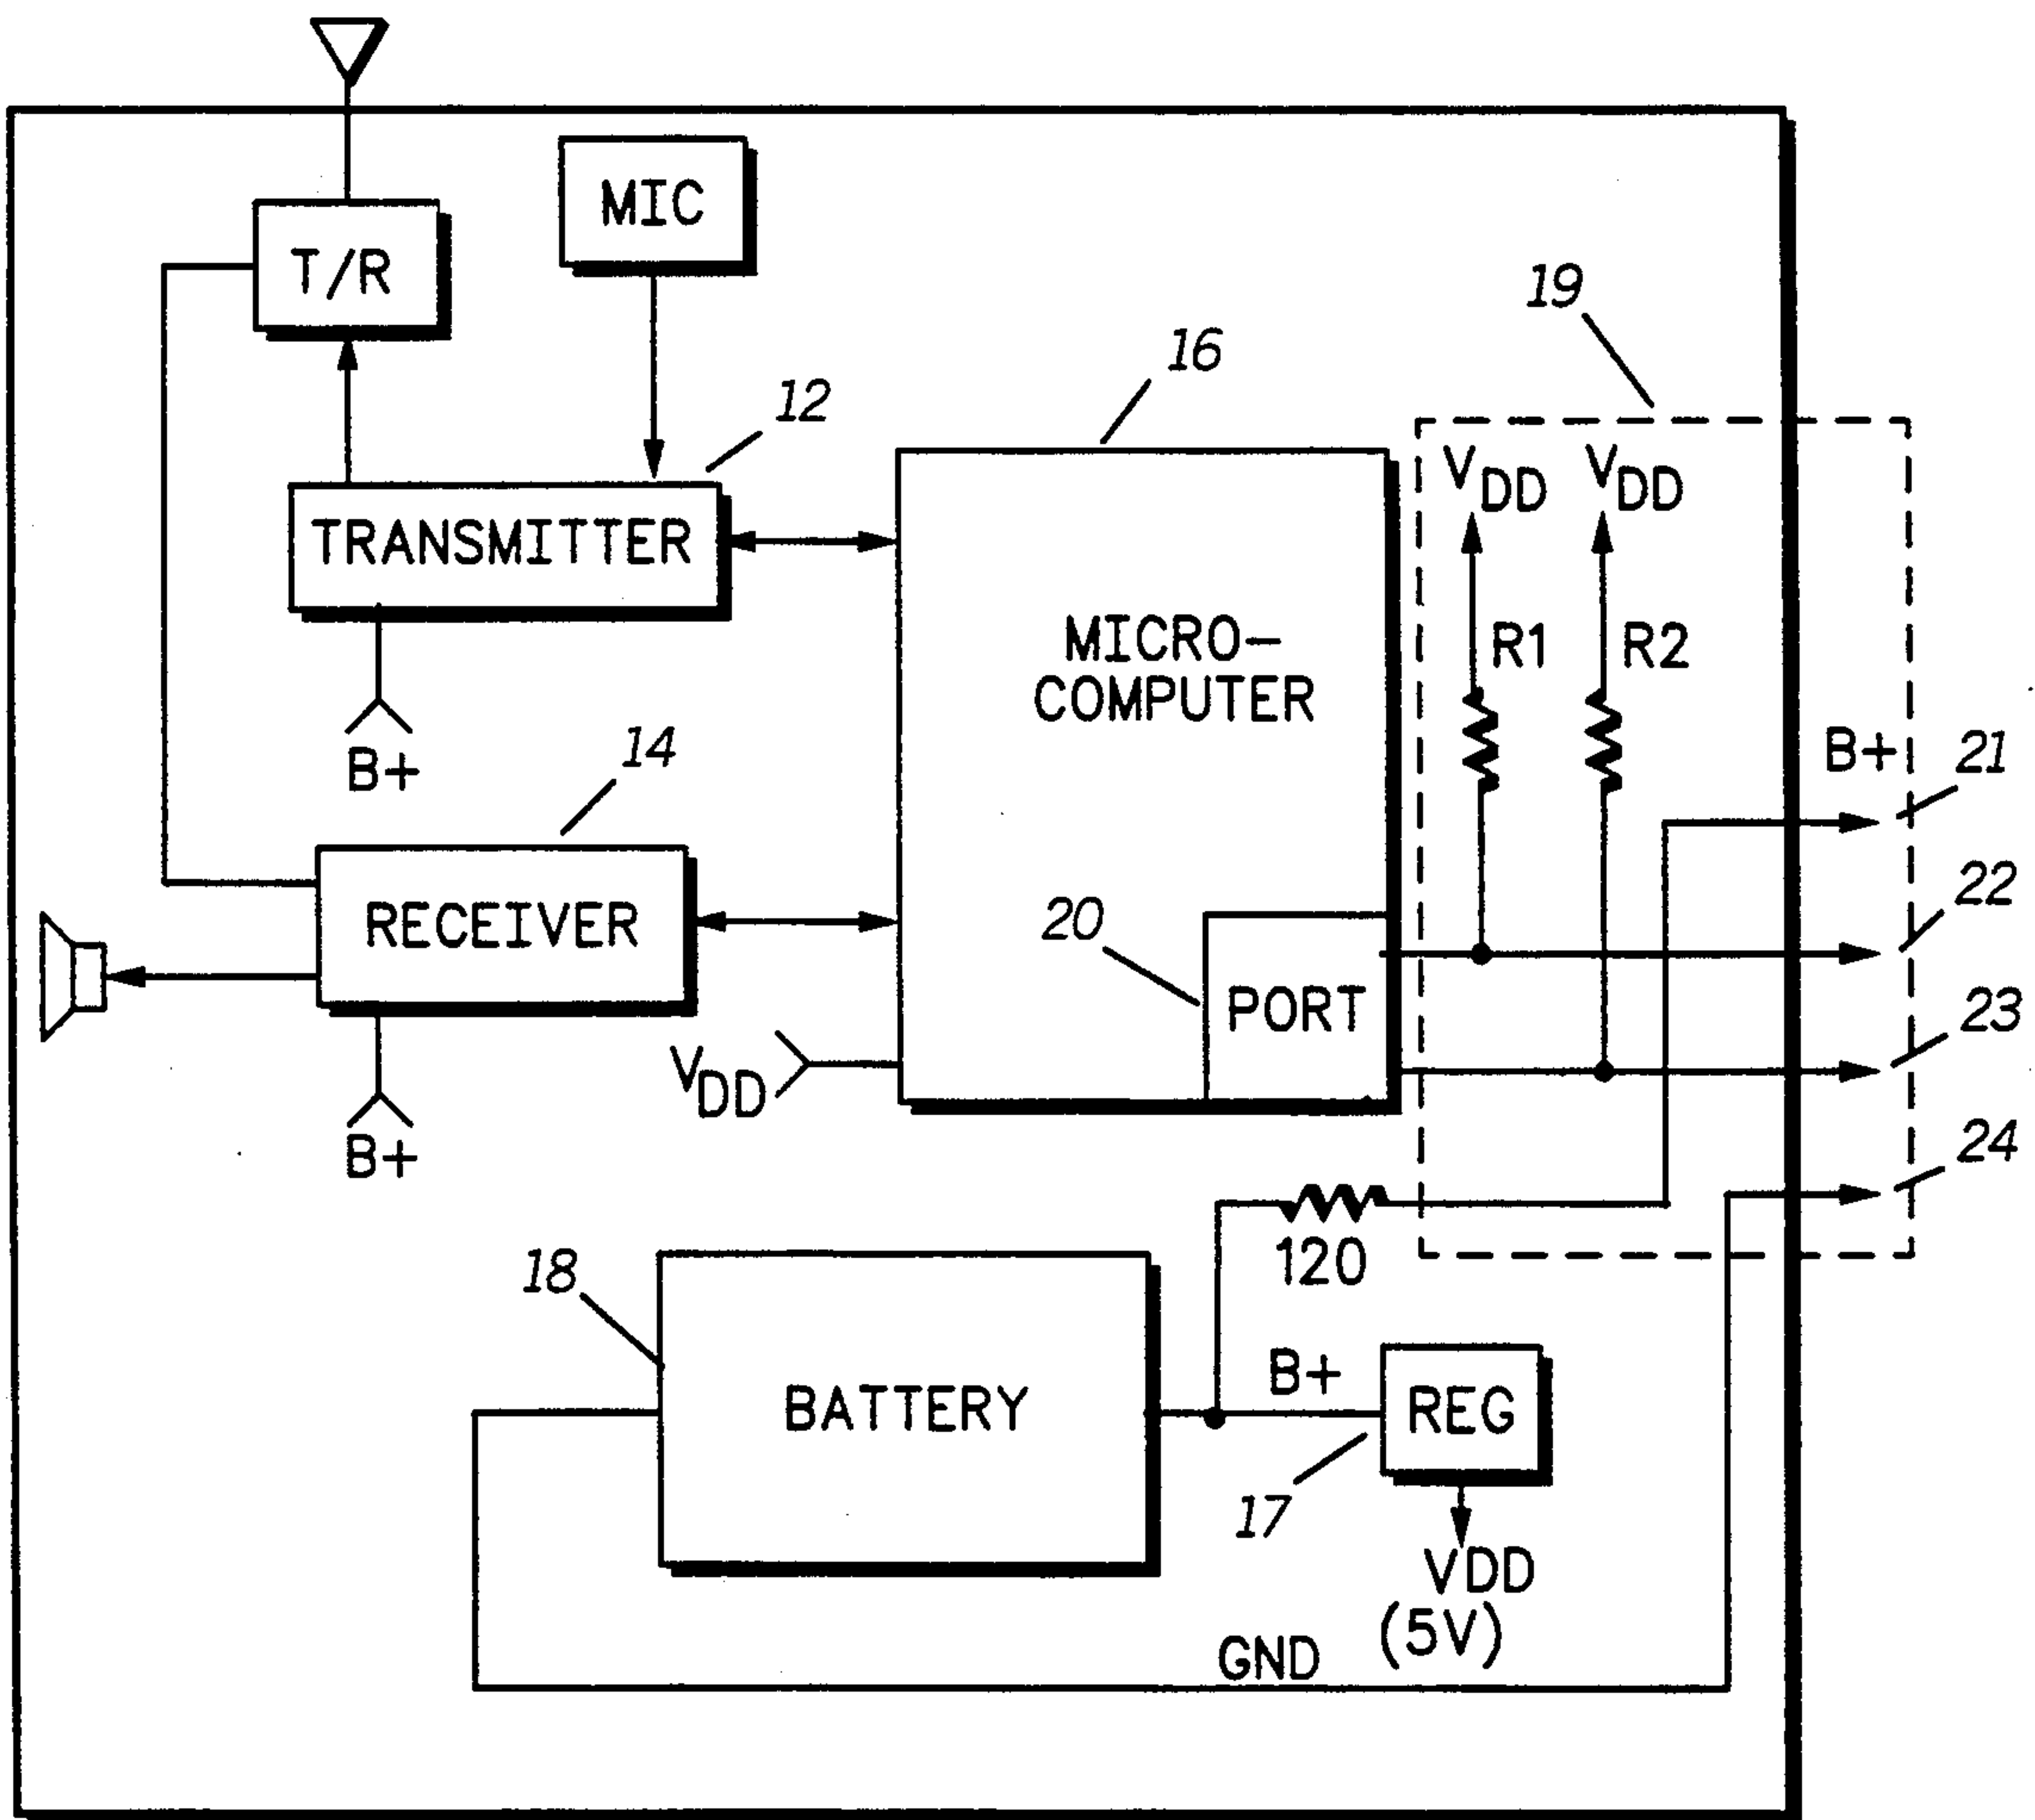 MIC
T/R
19
16
12
VDD VDD
TRANSMITTER
MICRO-
COMPUTER
R1 R2
B+
14
B+ 21
RECEIVER
20
22
PORT
23
VDD
B+
24
120
18
B+
BATTERY
REG
17
VDD
(5V)
GND